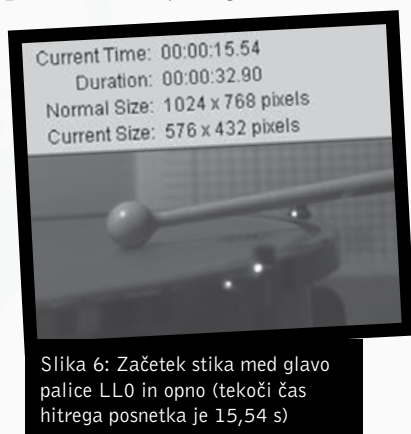 Current Time: 00:00:15.54
Duration: 00:00:32.90
Normal Size: 1024 x 768 pixels
Current Size: 576 x 432 pixels
Slika 6: Začetek stika med glavo
palice LL0 in opno (tekoči čas
hitrega posnetka je 15,54 s)